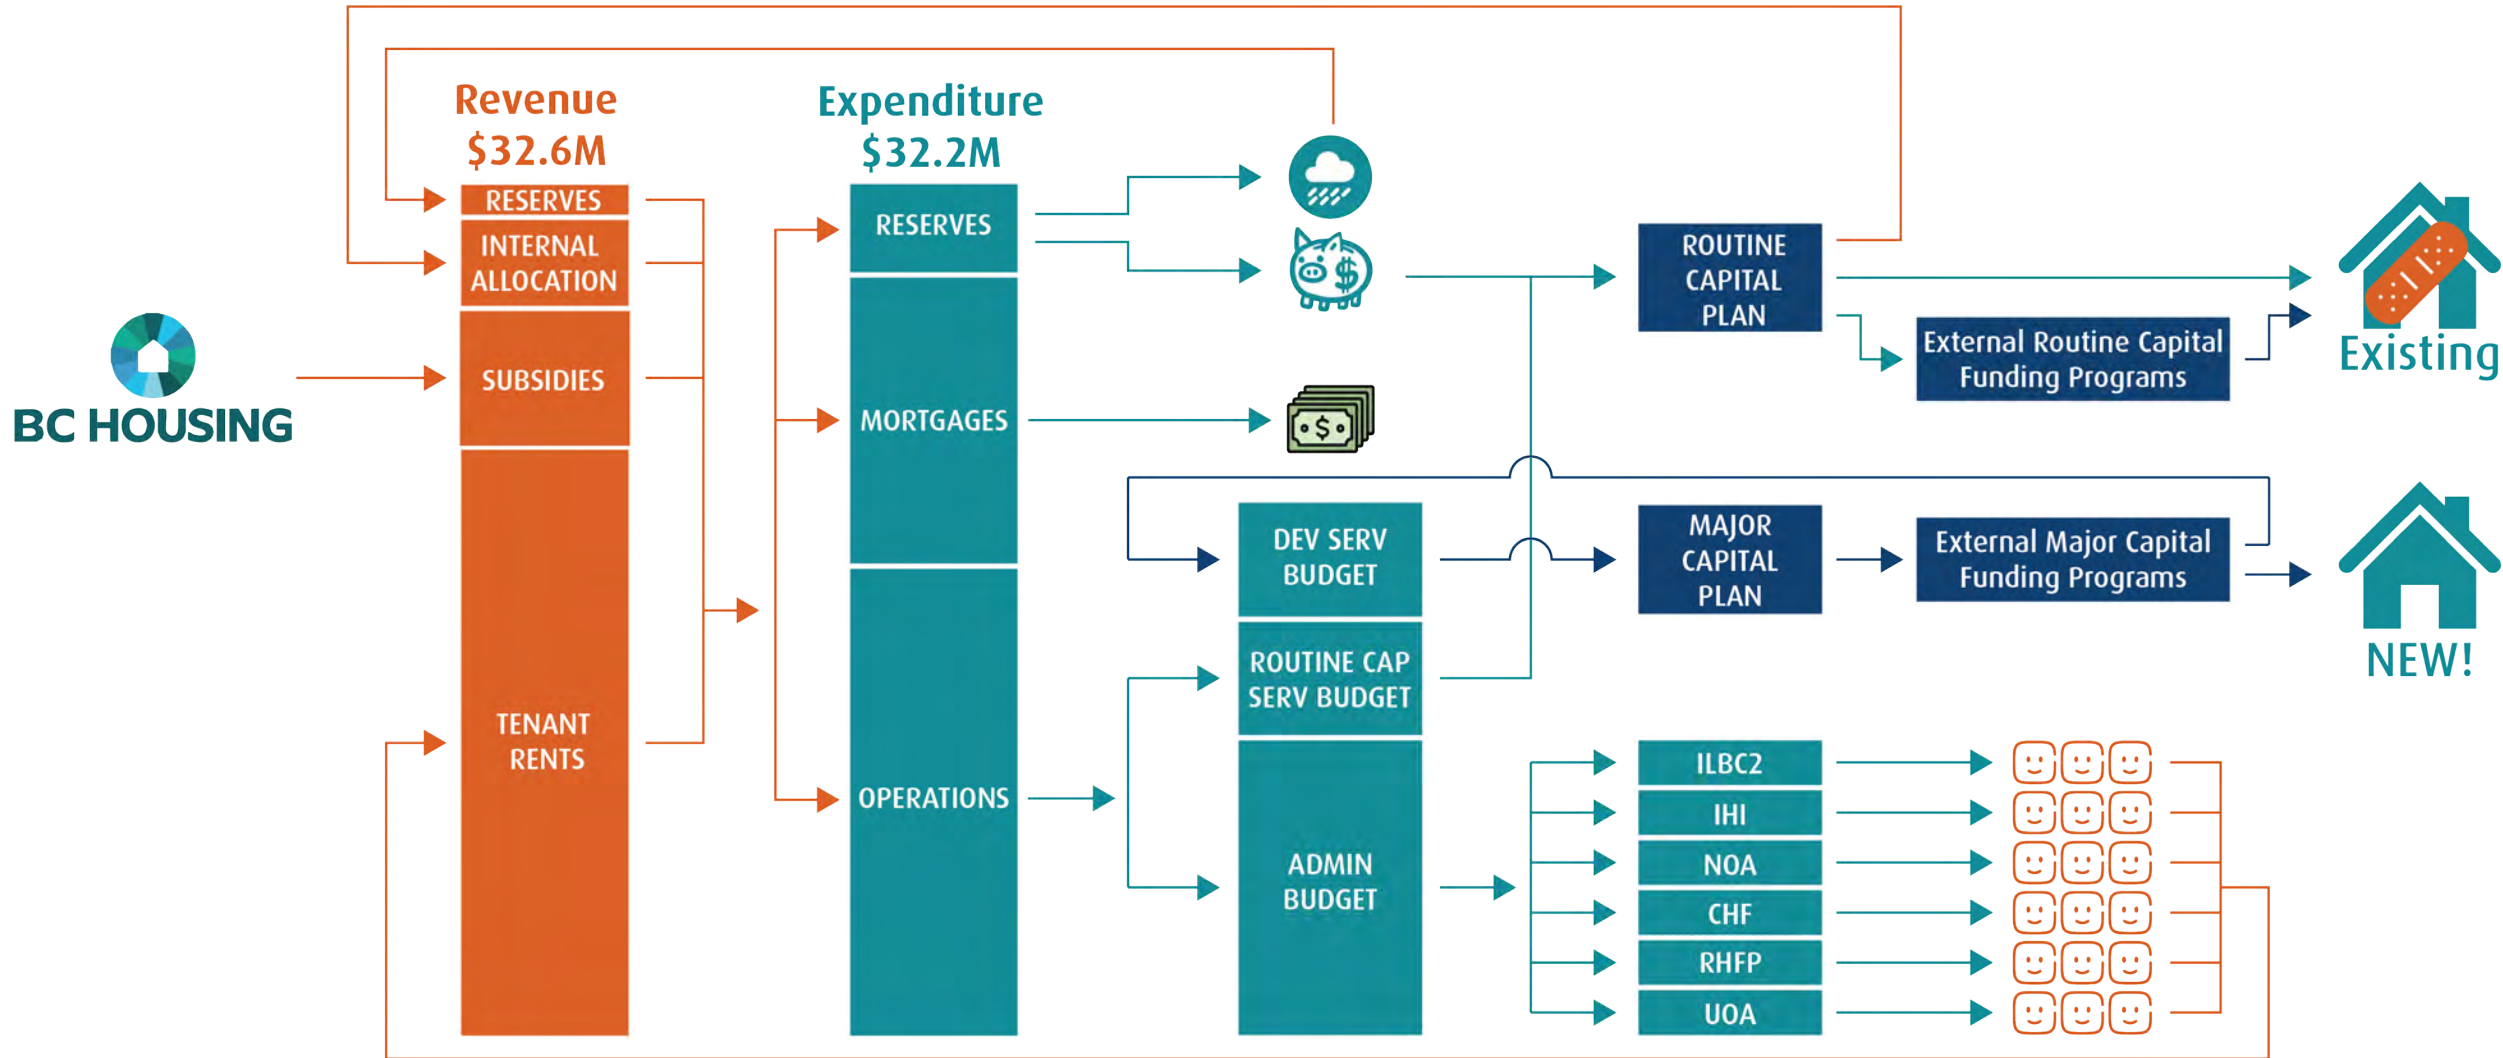 Revenue
$32.6M
RESERVES
INTERNAL
ALLOCATION
SUBSIDIES
TENANT
RENTS
BC HOUSING
Expenditure
$32.2M
RESERVES
MORTGAGES
OPERATIONS
$
$
DEV SERV
BUDGET
ROUTINE CAP
SERV BUDGET
ADMIN
BUDGET
ROUTINE
CAPITAL
PLAN
External Routine Capital
Funding Programs
Existing
MAJOR
CAPITAL
PLAN
External Major Capital
Funding Programs
NEW!
ILBC2
IHI
NOA
CHF
RHFP
UOA